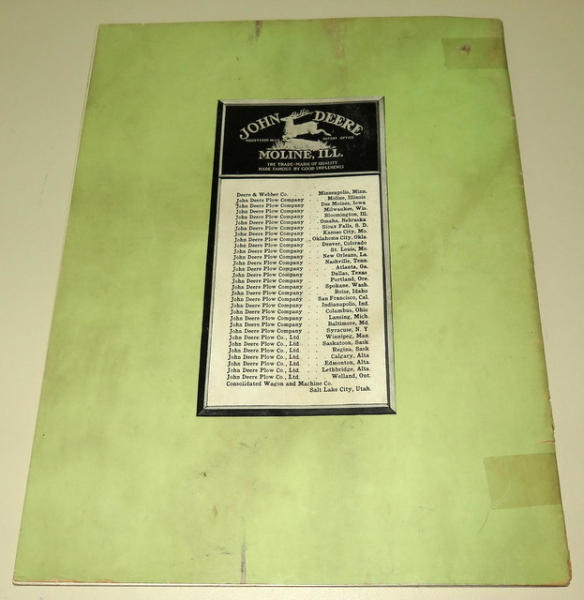 JOHN DEERE
MOLINE, ILL.
THE TRADE-MARK OF QUALITY
MADE FAMOUS BY GOOD IMPLEMENTS
Deere & Webber Co. . . . . . Minneapolis, Minn.
John Deere Plow Company . . . . Moline, Illinois
John Deere Plow Company . . . Des Moines, Iowa
John Deere Plow Company . . . Milwaukee, Wis.
John Deere Plow Company . . . Bloomington, Ill.
John Deere Plow Company . . . Omaha, Nebraska
John Deere Plow Company . . . Sioux Falls, S. D.
John Deere Plow Company . . . Kansas City, Mo.
John Deere Plow Company . . Oklahoma City, Okla.
John Deere Plow Company . . . Denver, Colorado
John Deere Plow Company . . . St. Louis, Mo.
John Deere Plow Company . . . New Orleans, La.
John Deere Plow Company . . . Nashville, Tenn.
John Deere Plow Company . . . Atlanta, Ga.
John Deere Plow Company . . . Dallas, Texas
John Deere Plow Company . . . Portland, Ore.
John Deere Plow Company . . . Spokane, Wash.
John Deere Plow Company . . . Boise, Idaho
John Deere Plow Company . . . San Francisco, Cal.
John Deere Plow Company . . . Indianapolis, Ind.
John Deere Plow Company . . . Columbus, Ohio
John Deere Plow Company . . . Lansing, Mich.
John Deere Plow Company . . . Baltimore, Md.
John Deere Plow Company . . . Syracuse, N. Y
John Deere Plow Co., Ltd. . . . Winnipeg, Man.
John Deere Plow Co., Ltd. . . . Saskatoon, Sask.
John Deere Plow Co., Ltd. . . . Regina, Sask
John Deere Plow Co., Ltd. . . . Calgary, Alta.
John Deere Plow Co., Ltd. . . . Edmonton, Alta.
John Deere Plow Co., Ltd. . . . Lethbridge, Alta.
John Deere Plow Co., Ltd. . . . Welland, Ont.
Consolidated Wagon and Machine Co.
Salt Lake City, Utah.